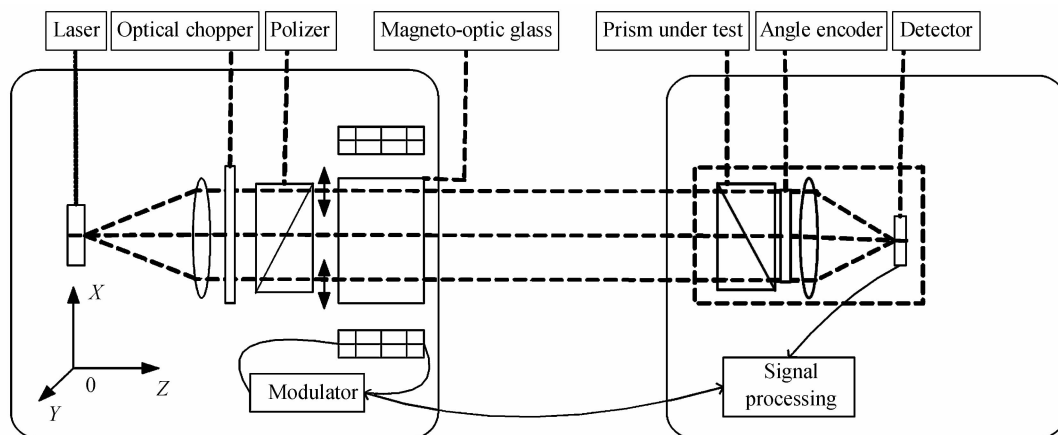 Laser
Optical chopper
Polizer
Magneto-optic glass
Prism under test
Angle encoder
Detector
X
0
Z
Y
Modulator
Signal
processing